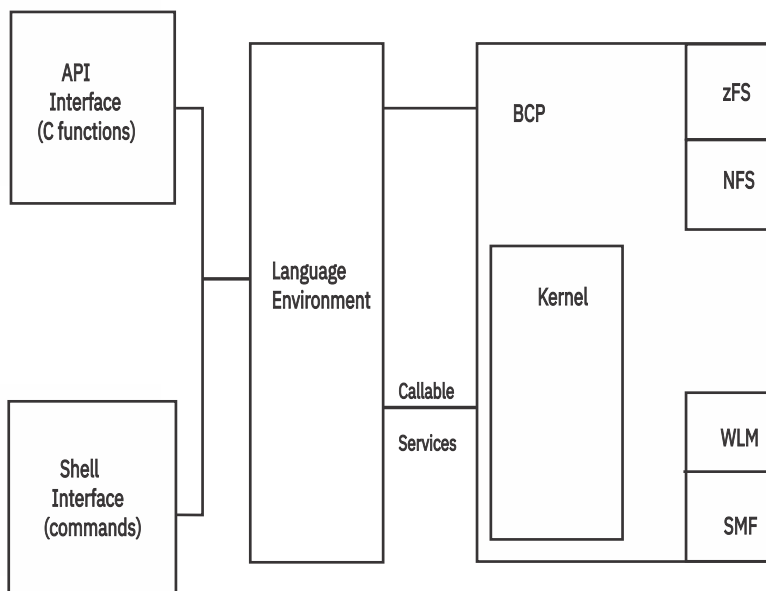 API
Interface
(C functions)
Shell
Interface
(commands)
Language
Environment
Callable
Services
BCP
Kernel
zFS
NFS
WLM
SMF